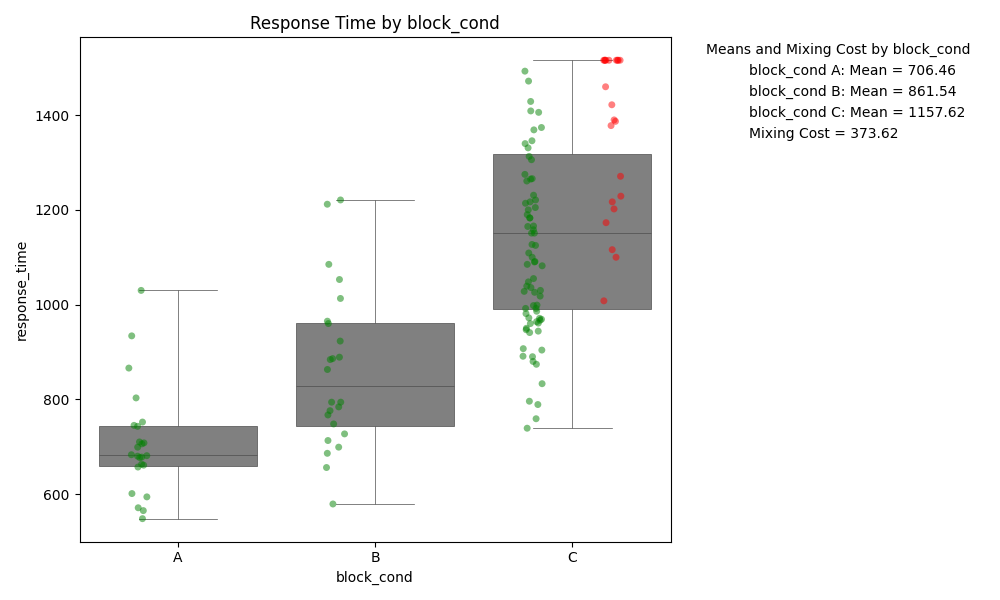 Response Time by block_cond
Means and Mixing Cost by block_cond
block_cond A: Mean = 706.46
block_cond B: Mean = 861.54
block_cond C: Mean = 1157.62
Mixing Cost = 373.62
response_time
1400
1200
1000
800
600
A
B
C
block_cond